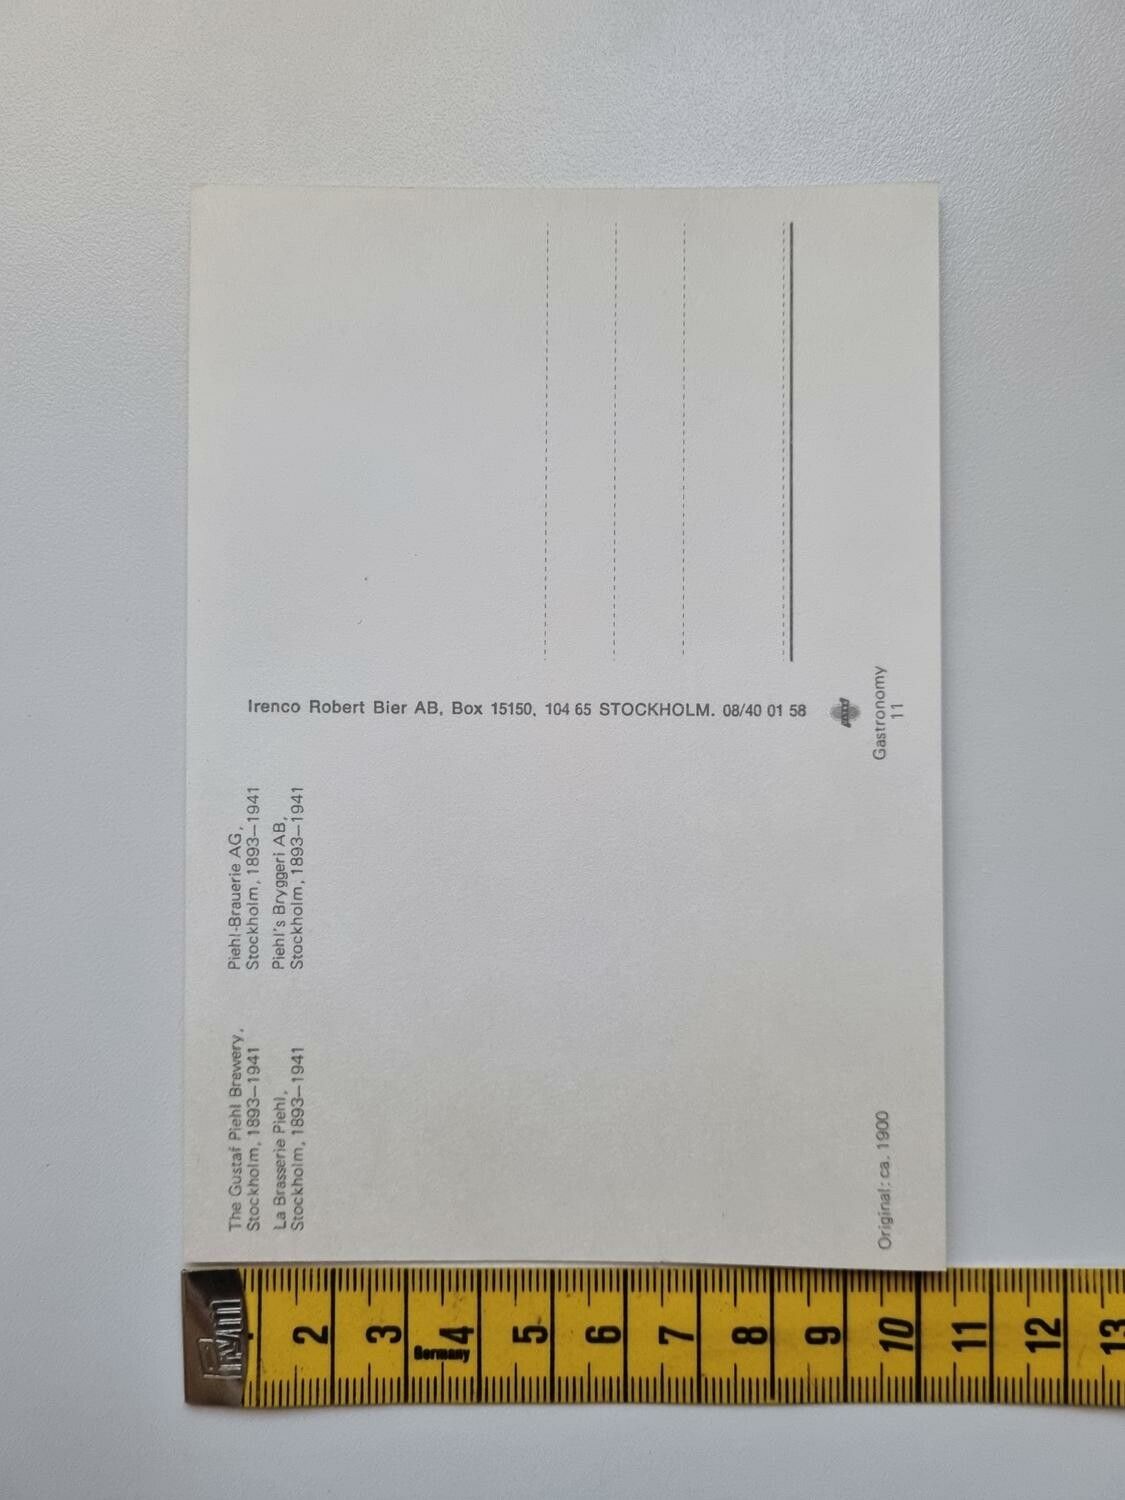 The Gustaf Piehl Brewery,
Stockholm, 1893–1941
La Brasserie Piehl,
Stockholm, 1893–1941
Piehl-Brauerie AG,
Stockholm, 1893–1941
Piehl's Bryggeri AB,
Stockholm, 1893–1941
Irenco Robert Bier AB, Box 15150, 104 65 STOCKHOLM. 08/40 01 58
Original: ca. 1900
Gastronomy
11
2 3 4 5 6 7 8 9 10 11 12 13
Germany